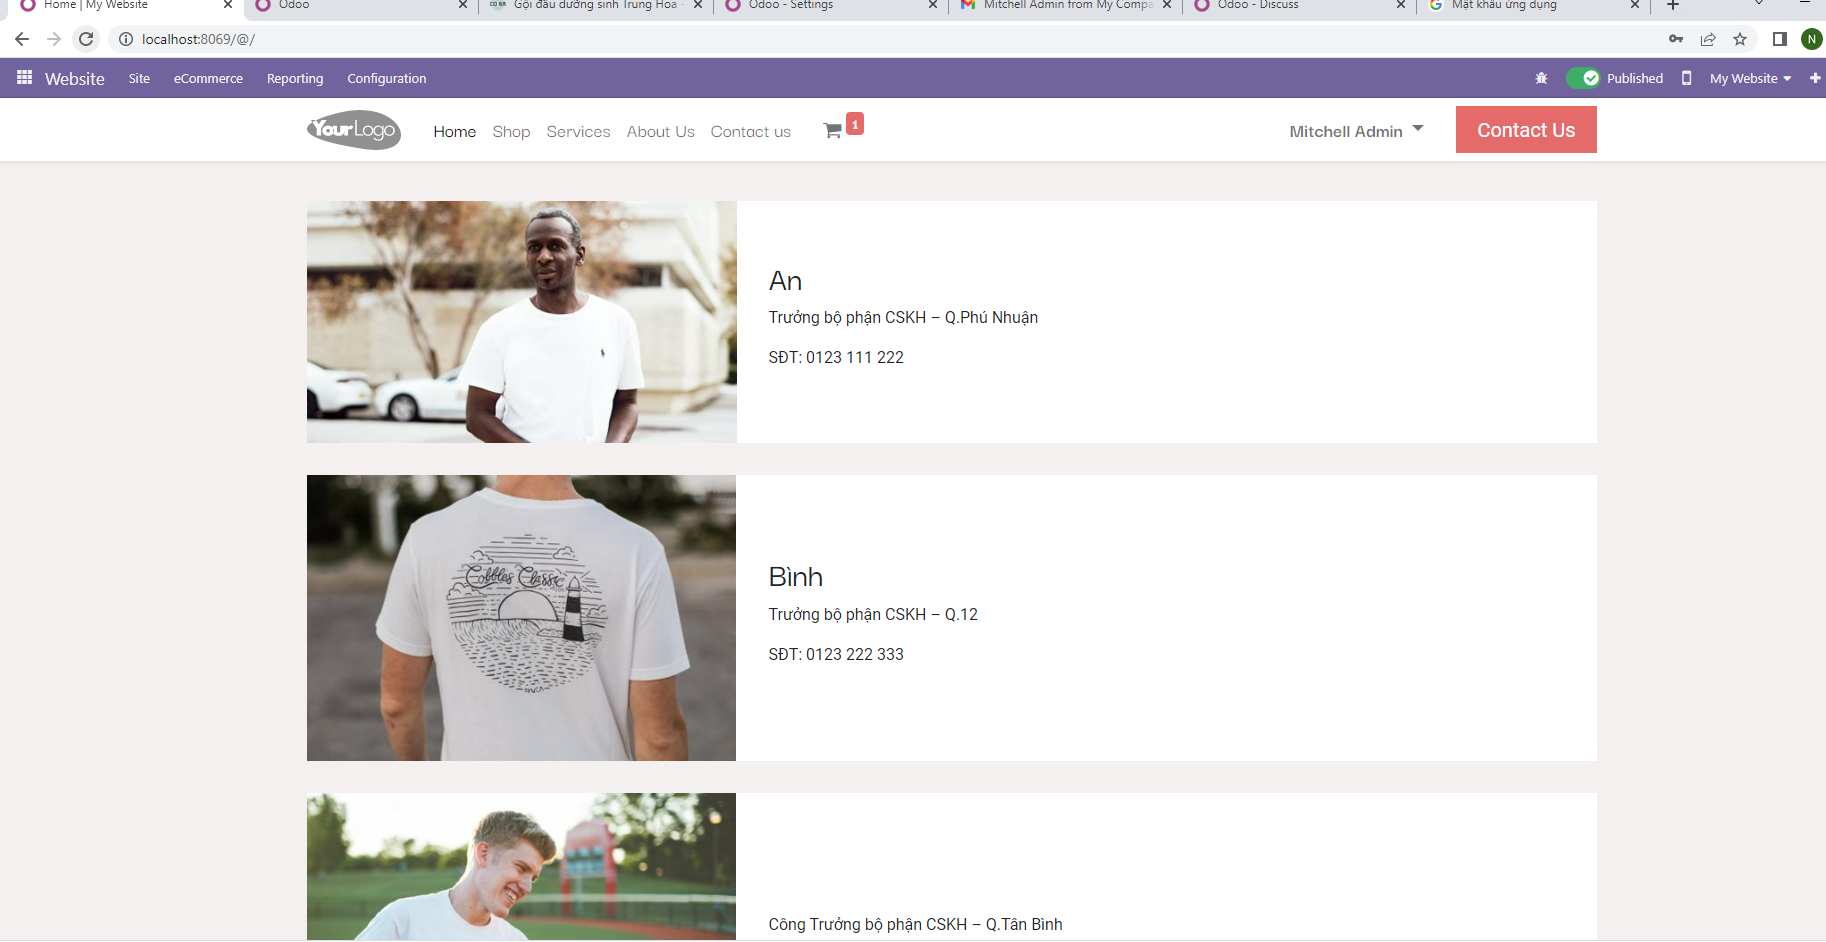 Home | My Website
Odoo
Gội đầu dưỡng sinh Trung Hoa -
Odoo - Settings
Mitchell Admin from My Compa
Odoo - Discuss
Mật khẩu ứng dụng
localhost:8069/@/
N
Website Site eCommerce Reporting Configuration
Published My Website
YourLogo Home Shop Services About Us Contact us 1 Mitchell Admin Contact Us
An
Trưởng bộ phận CSKH – Q.Phú Nhuận
SĐT: 0123 111 222
Cobbles Classic
RVCA
Bình
Trưởng bộ phận CSKH – Q.12
SĐT: 0123 222 333
Công Trưởng bộ phận CSKH – Q.Tân Bình